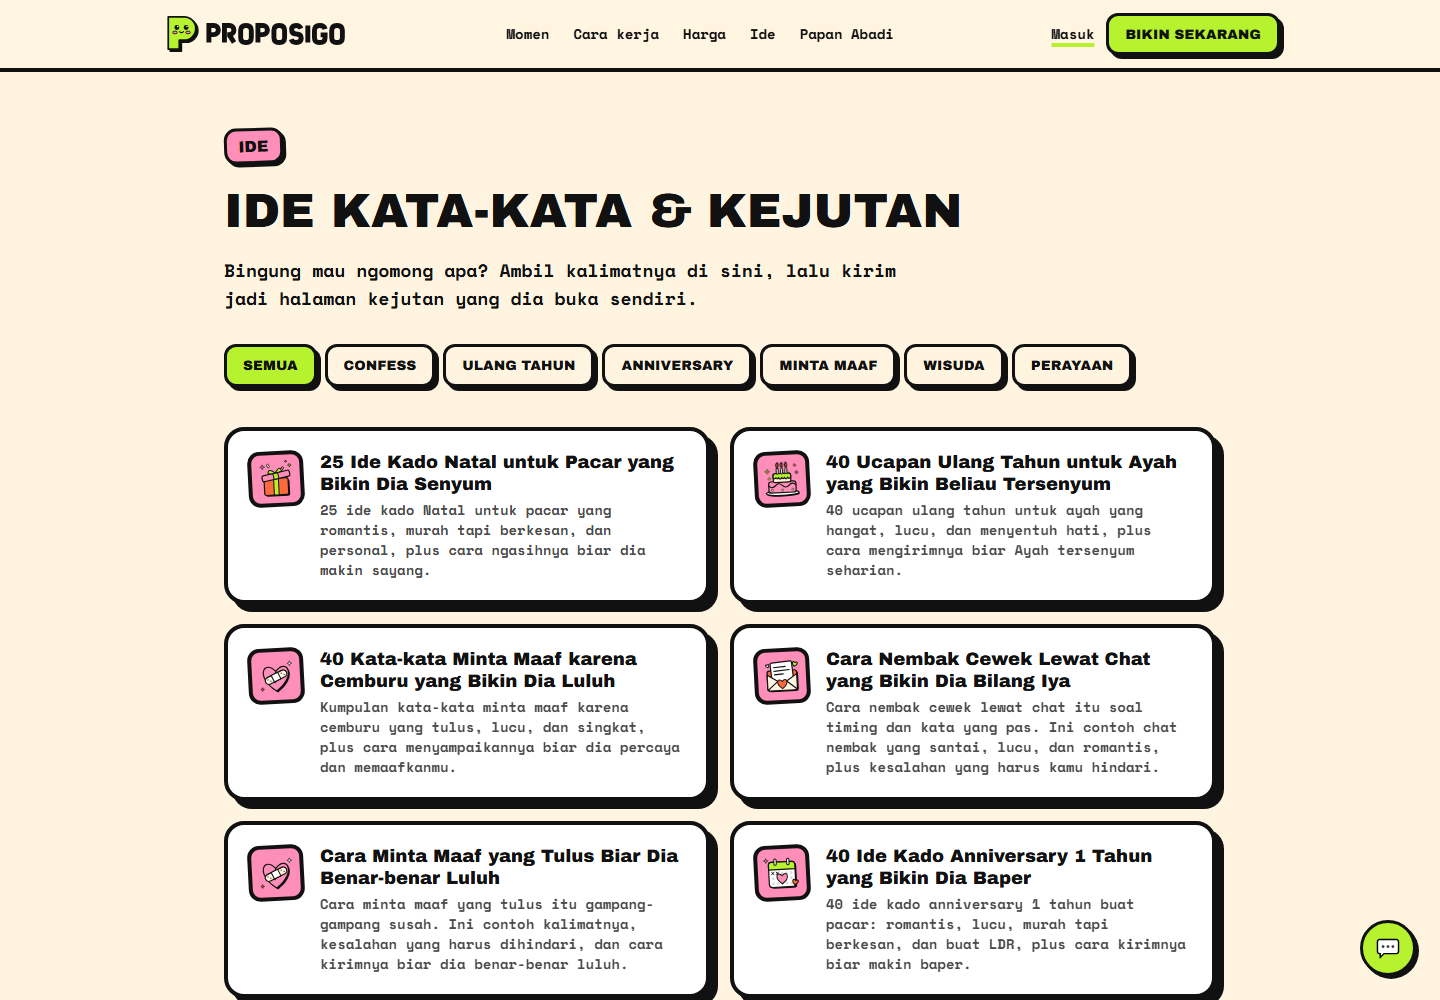 PROPOSIGO
Momen Cara kerja Harga Ide Papan Abadi
Masuk
BIKIN SEKARANG
IDE
IDE KATA-KATA & KEJUTAN
Bingung mau ngomong apa? Ambil kalimatnya di sini, lalu kirim
jadi halaman kejutan yang dia buka sendiri.
SEMUA CONFESS ULANG TAHUN ANNIVERSARY MINTA MAAF WISUDA PERAYAAN
25 Ide Kado Natal untuk Pacar yang
Bikin Dia Senyum
25 ide kado Natal untuk pacar yang
romantis, murah tapi berkesan, dan
personal, plus cara ngasihnya biar dia
makin sayang.
40 Ucapan Ulang Tahun untuk Ayah
yang Bikin Beliau Tersenyum
40 ucapan ulang tahun untuk ayah yang
hangat, lucu, dan menyentuh hati, plus
cara mengirimnya biar Ayah tersenyum
seharian.
40 Kata-kata Minta Maaf karena
Cemburu yang Bikin Dia Luluh
Kumpulan kata-kata minta maaf karena
cemburu yang tulus, lucu, dan singkat,
plus cara menyampaikannya biar dia percaya
dan memaafkanmu.
Cara Nembak Cewek Lewat Chat
yang Bikin Dia Bilang Iya
Cara nembak cewek lewat chat itu soal
timing dan kata yang pas. Ini contoh chat
nembak yang santai, lucu, dan romantis,
plus kesalahan yang harus kamu hindari.
Cara Minta Maaf yang Tulus Biar Dia
Benar-benar Luluh
Cara minta maaf yang tulus itu gampang-
gampang susah. Ini contoh kalimatnya,
kesalahan yang harus dihindari, dan cara
kirimnya biar dia benar-benar luluh.
40 Ide Kado Anniversary 1 Tahun
yang Bikin Dia Baper
40 ide kado anniversary 1 tahun buat
pacar: romantis, lucu, murah tapi
berkesan, dan buat LDR, plus cara kirimnya
biar makin baper.